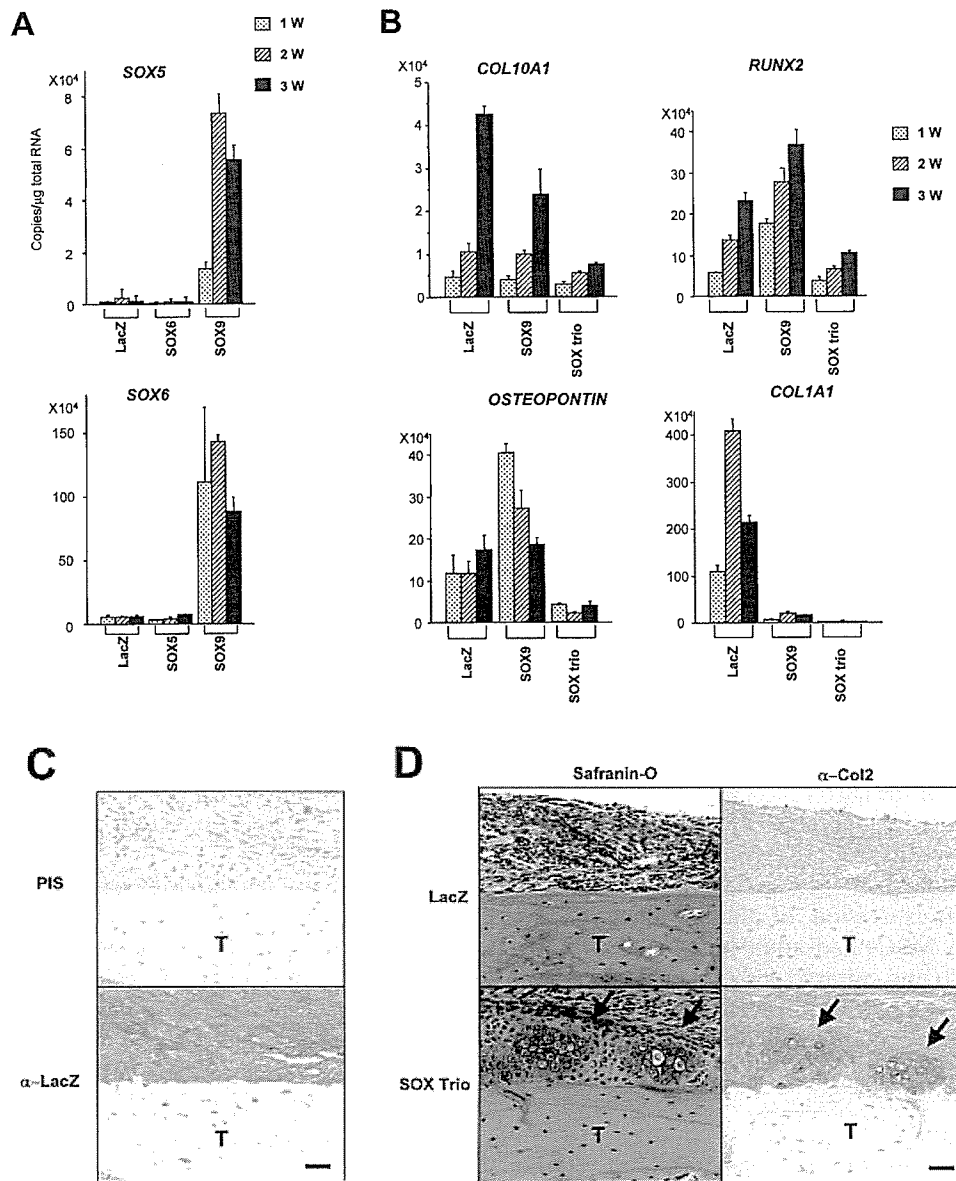 A
1 W
2 W
3 W
SOX5
X10⁴
8
6
4
2
0
Copies/µg total RNA
LacZ
SOX6
SOX9
SOX6
X10⁴
150
100
50
0
LacZ
SOX5
SOX9
B
COL10A1
X10⁴
5
4
3
2
1
0
LacZ
SOX9
SOX trio
RUNX2
X10⁴
40
30
20
10
0
LacZ
SOX9
SOX trio
1 W
2 W
3 W
OSTEOPONTIN
X10⁴
40
30
20
10
0
LacZ
SOX9
SOX trio
COL1A1
X10⁴
400
300
200
100
0
LacZ
SOX9
SOX trio
C
PIS
T
α-LacZ
T
D
Safranin-O
α-Col2
LacZ
T
T
SOX Trio
T
T